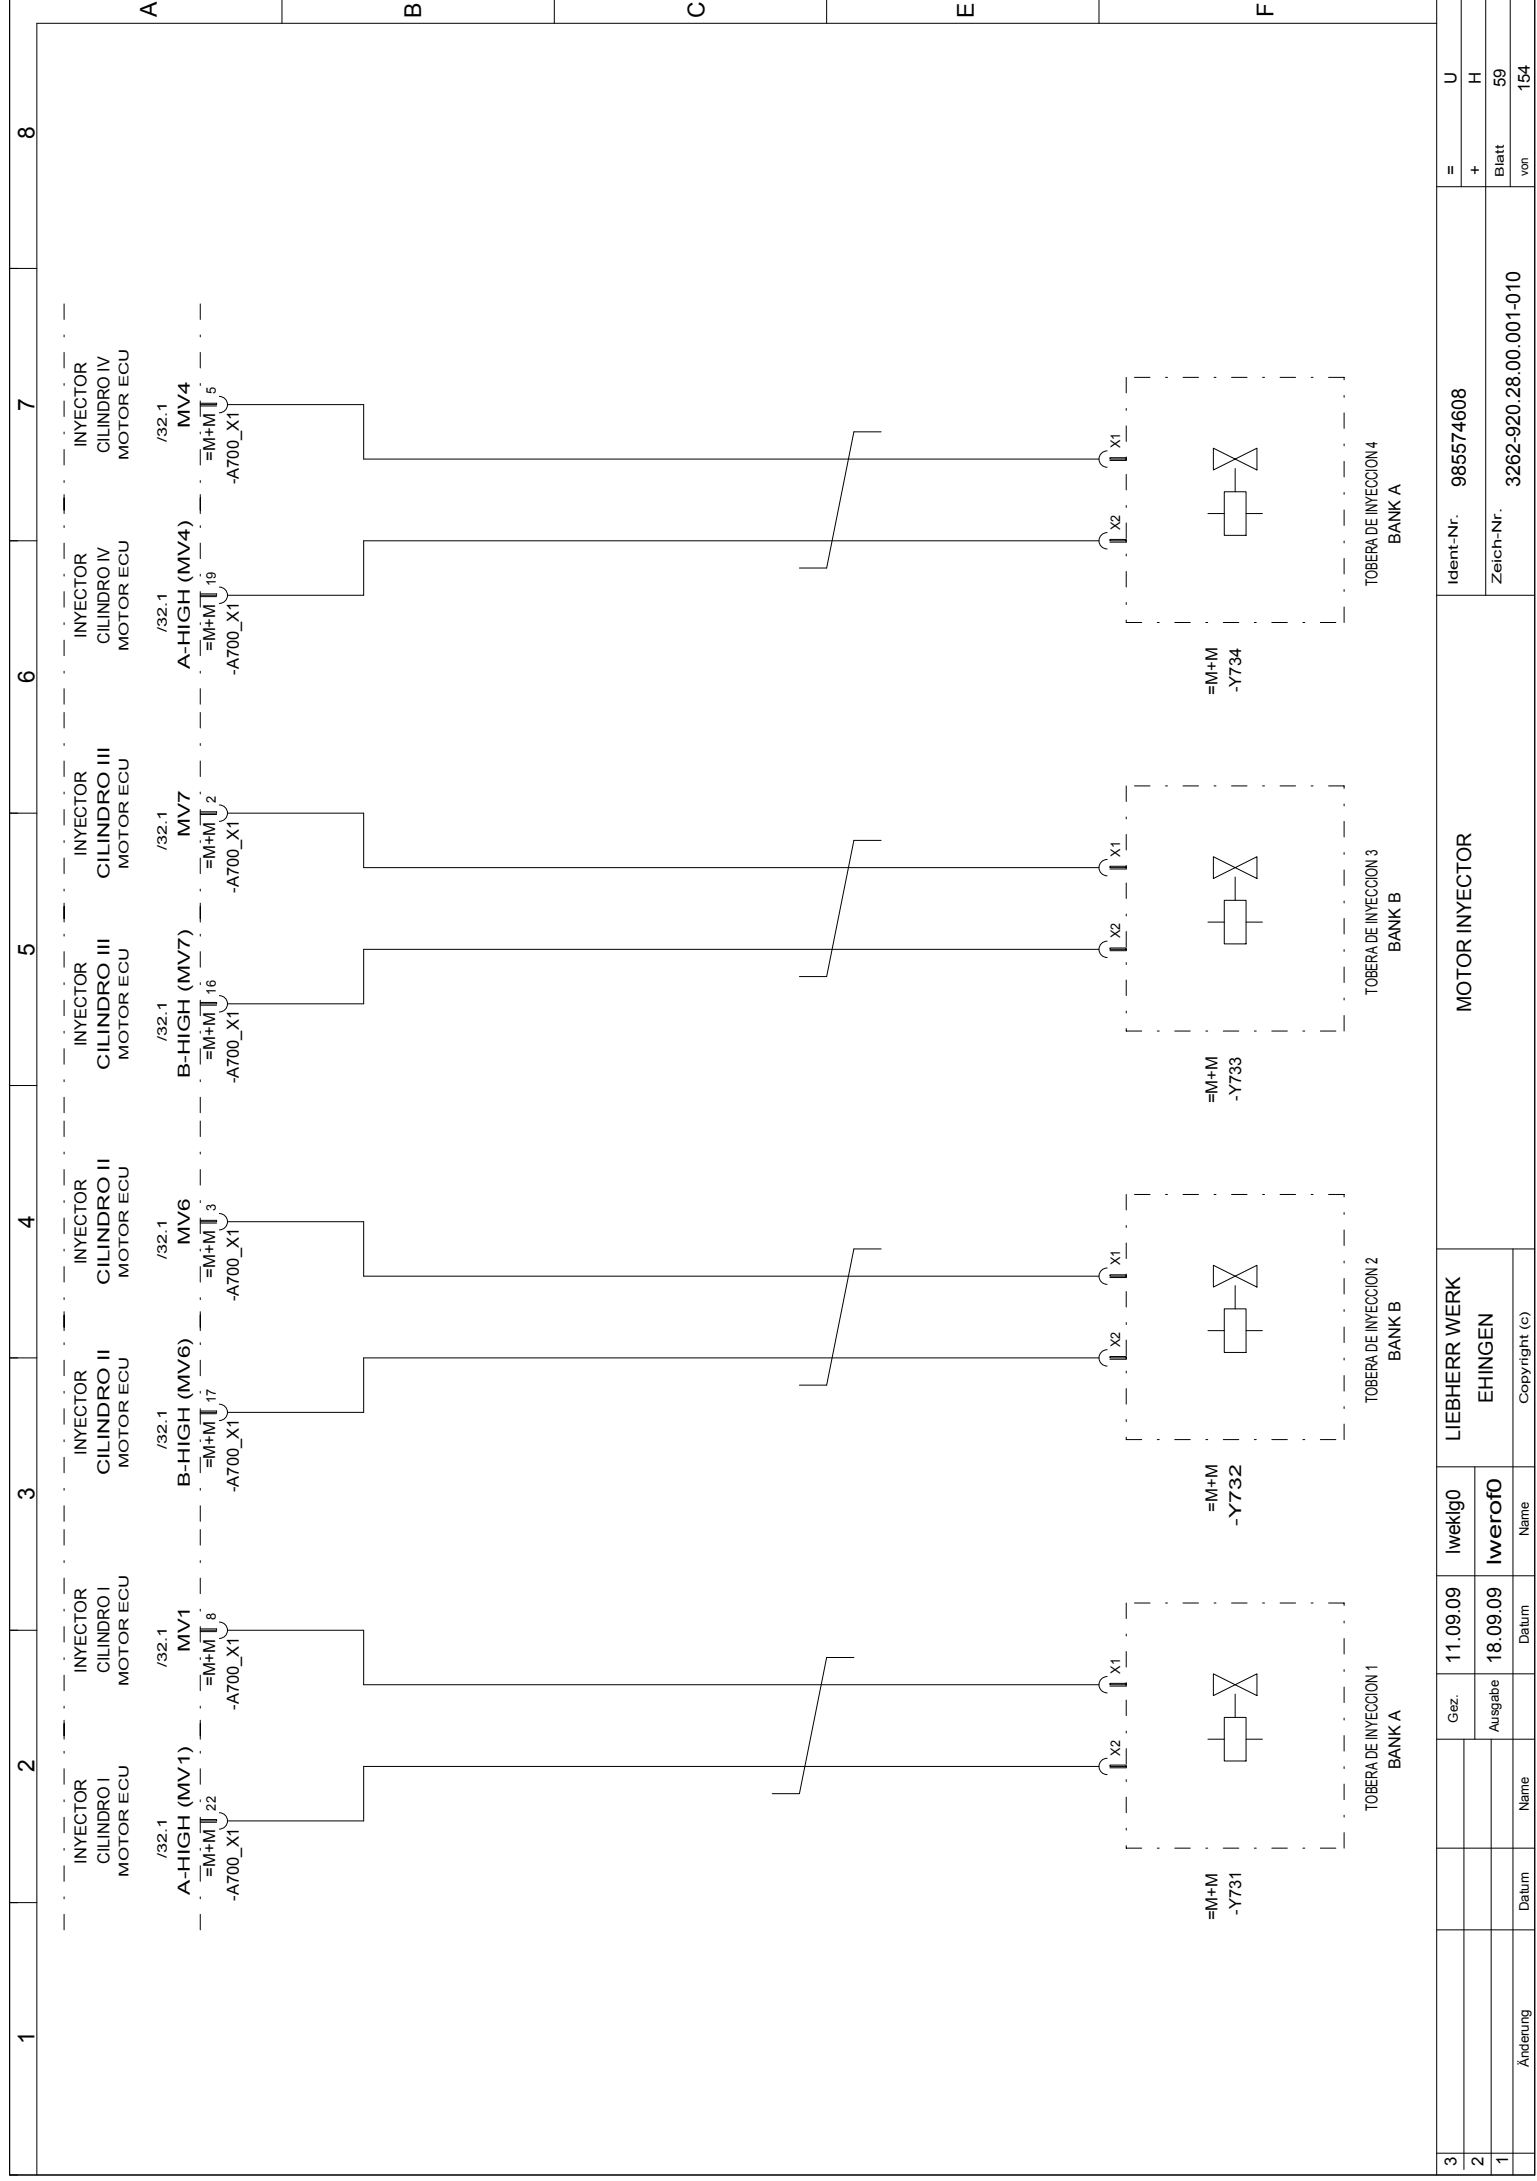 1
2
3
4
5
6
7
8
A
B
C
E
F
INYECTOR
CILINDRO I
MOTOR ECU
/32.1
A-HIGH (MV1)
=M+M 22
-A700_X1
INYECTOR
CILINDRO I
MOTOR ECU
/32.1
MV1
=M+M 8
-A700_X1
INYECTOR
CILINDRO II
MOTOR ECU
/32.1
B-HIGH (MV6)
=M+M 17
-A700_X1
INYECTOR
CILINDRO II
MOTOR ECU
/32.1
MV6
=M+M 3
-A700_X1
INYECTOR
CILINDRO III
MOTOR ECU
/32.1
B-HIGH (MV7)
=M+M 16
-A700_X1
INYECTOR
CILINDRO III
MOTOR ECU
/32.1
MV7
=M+M 2
-A700_X1
INYECTOR
CILINDRO IV
MOTOR ECU
/32.1
A-HIGH (MV4)
=M+M 19
-A700_X1
INYECTOR
CILINDRO IV
MOTOR ECU
/32.1
MV4
=M+M 5
-A700_X1
X2
X1
=M+M
-Y731
TOBERA DE INYECCION 1
BANK A
X2
X1
=M+M
-Y732
TOBERA DE INYECCION 2
BANK B
X2
X1
=M+M
-Y733
TOBERA DE INYECCION 3
BANK B
X2
X1
=M+M
-Y734
TOBERA DE INYECCION 4
BANK A
3
2
1
Änderung
Datum
Name
Gez.
11.09.09
lweklg0
Ausgabe
18.09.09
lwerof0
Datum
Name
LIEBHERR WERK
EHINGEN
Copyright (c)
MOTOR INYECTOR
Ident-Nr. 985574608
Zeich-Nr.
3262-920.28.00.001-010
= U
+ H
Blatt 59
von 154